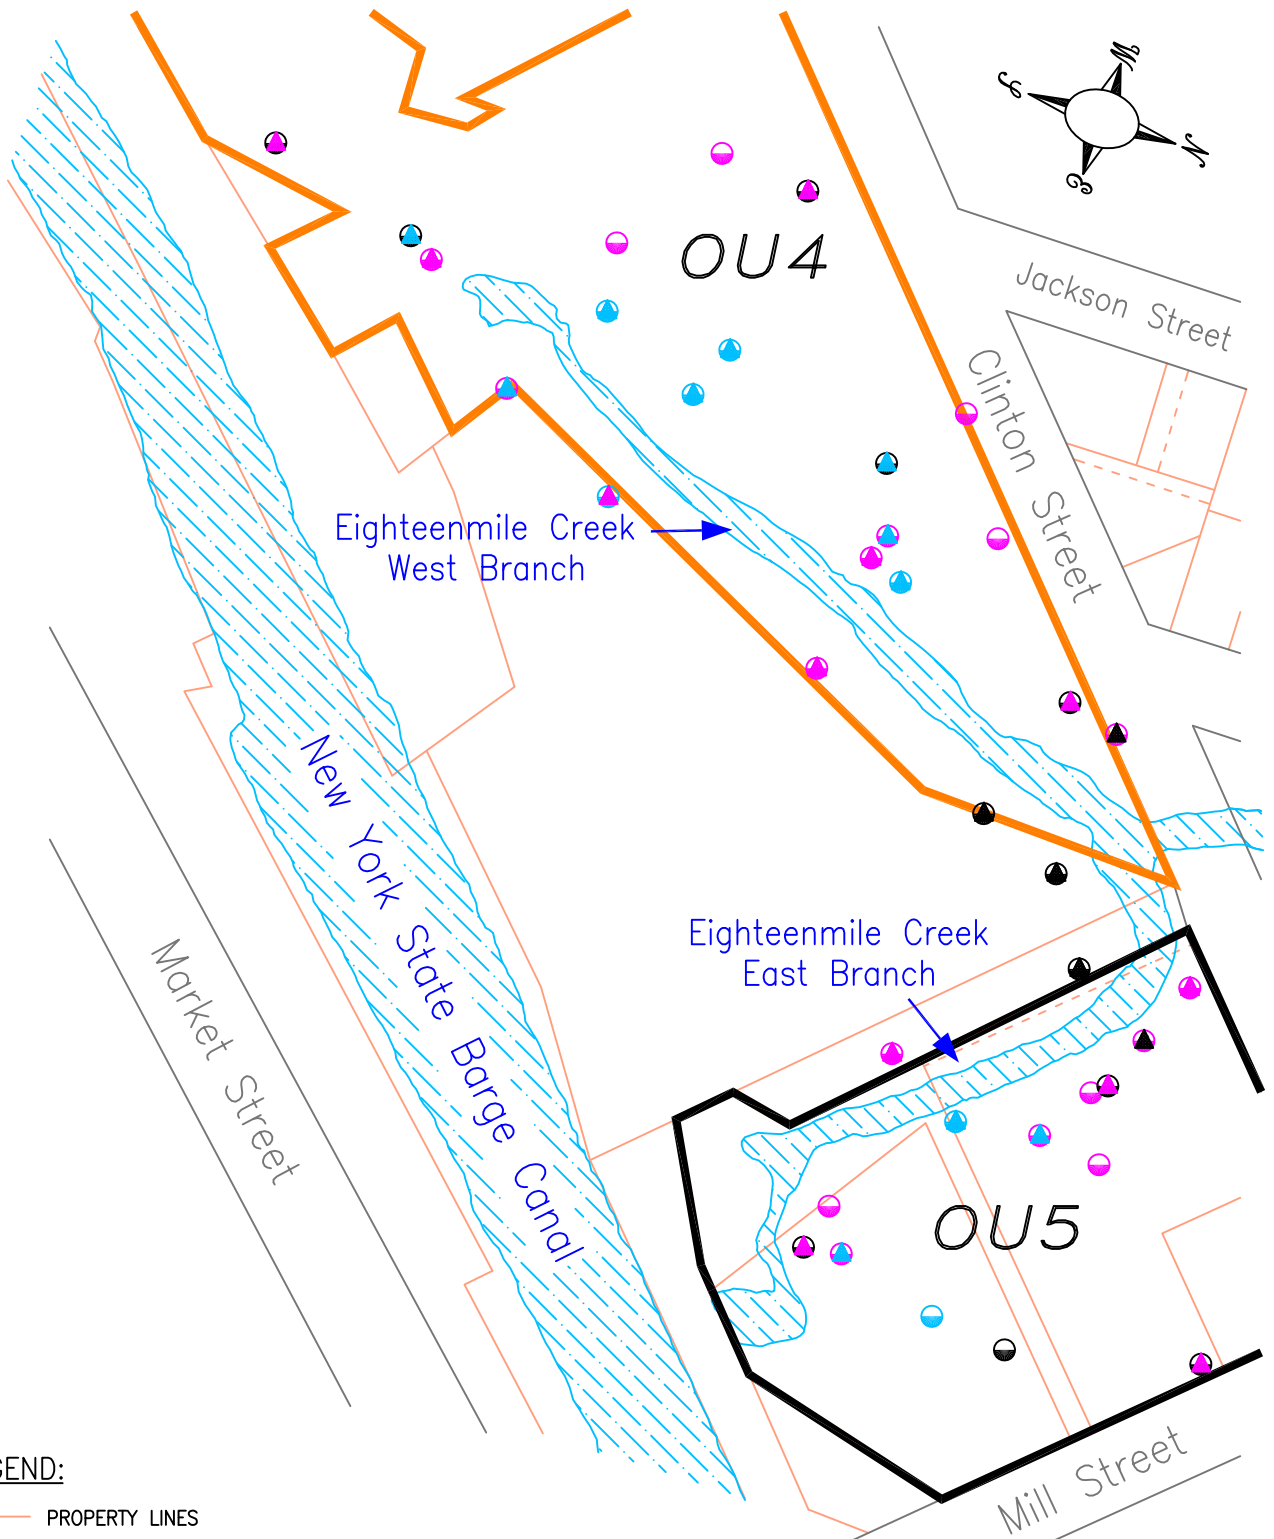 W
S
N
E
OU4
Jackson Street
Clinton Street
Eighteenmile Creek
West Branch
New York State Barge Canal
Market Street
Eighteenmile Creek
East Branch
OU5
Mill Street
GEND:
PROPERTY LINES